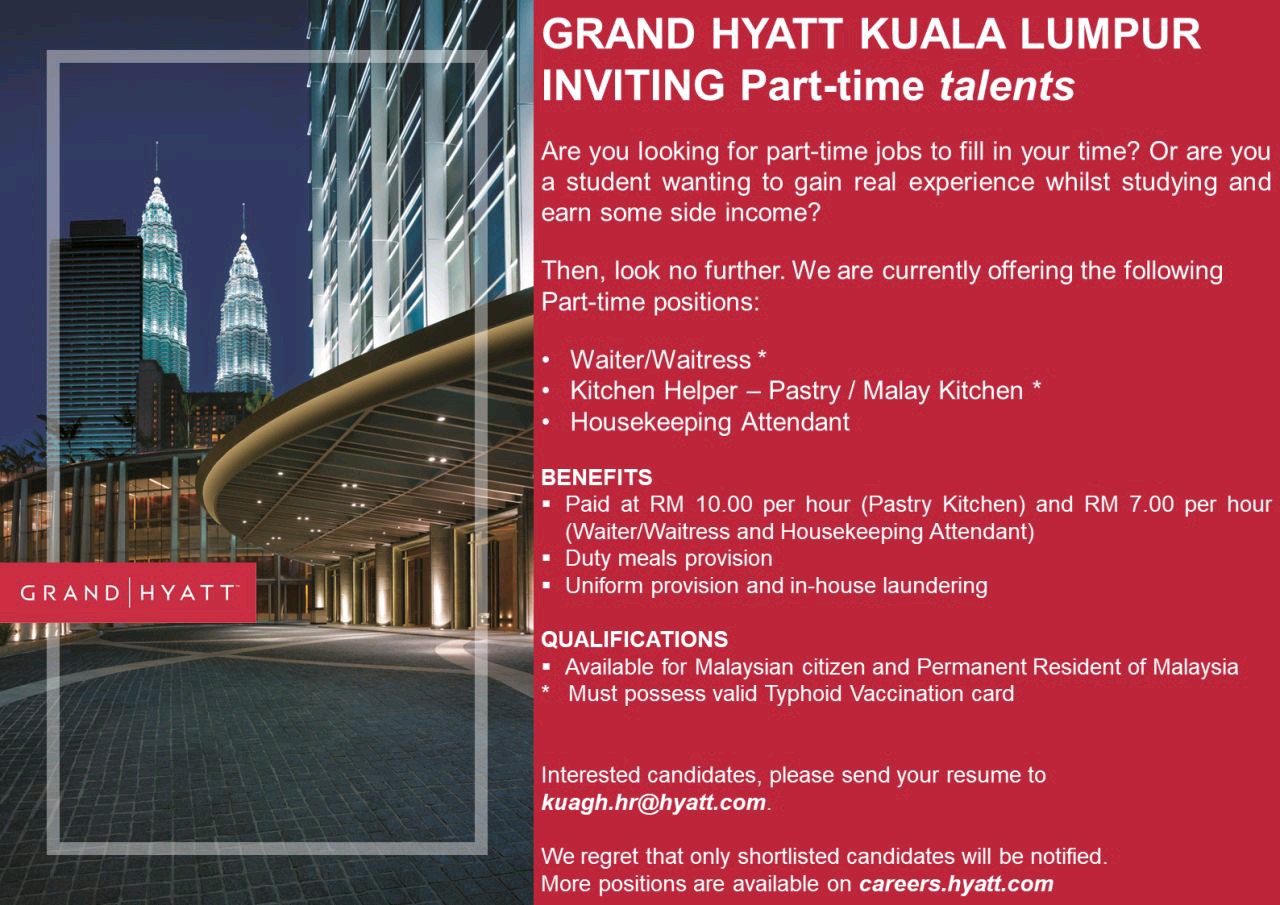 GRAND HYATT KUALA LUMPUR
INVITING Part-time talents
Are you looking for part-time jobs to fill in your time? Or are you
a student wanting to gain real experience whilst studying and
earn some side income?
Then, look no further. We are currently offering the following
Part-time positions:
• Waiter/Waitress *
• Kitchen Helper – Pastry / Malay Kitchen *
• Housekeeping Attendant
BENEFITS
▪ Paid at RM 10.00 per hour (Pastry Kitchen) and RM 7.00 per hour
(Waiter/Waitress and Housekeeping Attendant)
▪ Duty meals provision
▪ Uniform provision and in-house laundering
QUALIFICATIONS
▪ Available for Malaysian citizen and Permanent Resident of Malaysia
* Must possess valid Typhoid Vaccination card
Interested candidates, please send your resume to
kuagh.hr@hyatt.com.
We regret that only shortlisted candidates will be notified.
More positions are available on careers.hyatt.com
GRAND | HYATT™